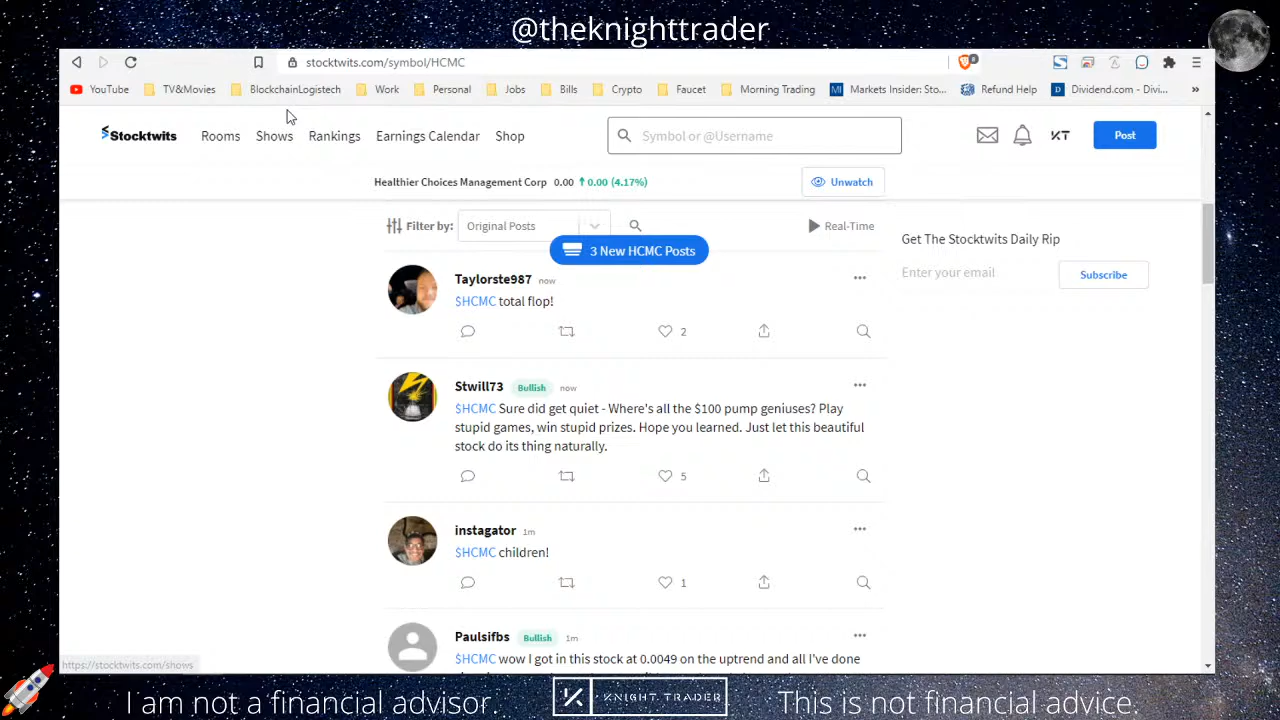 @theknighttrader
stocktwits.com/symbol/HCMC
YouTube TV&Movies BlockchainLogistech Work Personal Jobs Bills Crypto Faucet Morning Trading MI Markets Insider: Sto... Refund Help D Dividend.com - Divi... »
Stocktwits Rooms Shows Rankings Earnings Calendar Shop Symbol or @Username KT Post
Healthier Choices Management Corp 0.00 ↑ 0.00 (4.17%) Unwatch
Filter by: Original Posts Real-Time
3 New HCMC Posts
Get The Stocktwits Daily Rip
Enter your email Subscribe
Taylorste987 now
$HCMC total flop!
2
Stwill73 Bullish now
$HCMC Sure did get quiet - Where's all the $100 pump geniuses? Play
stupid games, win stupid prizes. Hope you learned. Just let this beautiful
stock do its thing naturally.
5
instagator 1m
$HCMC children!
1
Paulsifbs Bullish 1m
$HCMC wow I got in this stock at 0.0049 on the uptrend and all I've done
https://stocktwits.com/shows
I am not a financial advisor. KNIGHT TRADER This is not financial advice.